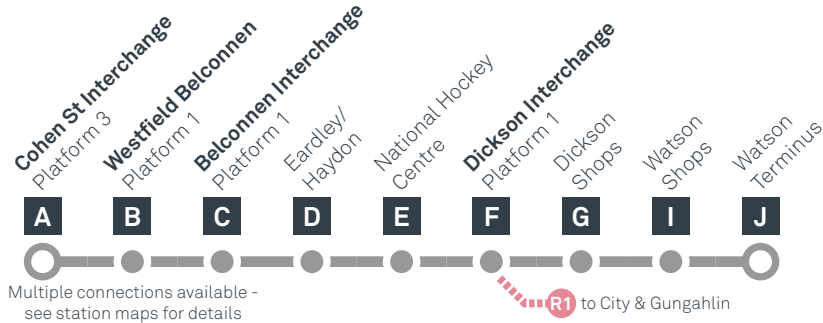 Cohen St Interchange
Platform 3
Westfield Belconnen
Platform 1
Belconnen Interchange
Platform 1
Eardley/
Haydon
National Hockey
Centre
Dickson Interchange
Platform 1
Dickson
Shops
Watson
Shops
Watson
Terminus
A
B
C
D
E
F
G
I
J
Multiple connections available -
see station maps for details
R1 to City & Gungahlin